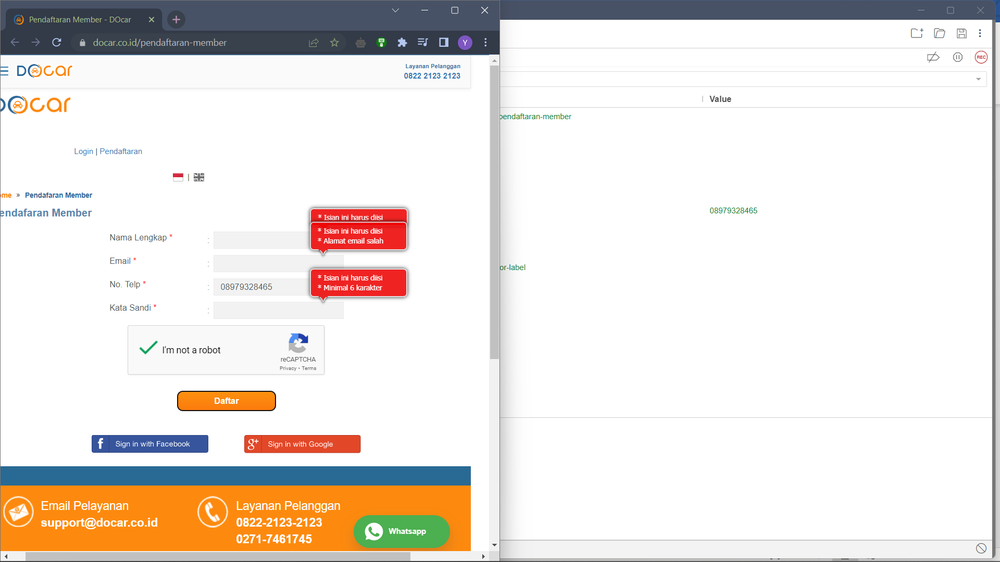 Pendaftaran Member - DOcar
docar.co.id/pendaftaran-member
Y
DOcar
Layanan Pelanggan
0822 2123 2123
DOcar
Login | Pendaftaran
|
ome » Pendafaran Member
endafaran Member
* Isian ini harus diisi
* Isian ini harus diisi
* Alamat email salah
Nama Lengkap * :
Email * :
* Isian ini harus diisi
* Minimal 6 karakter
No. Telp * : 08979328465
Kata Sandi * :
I'm not a robot
reCAPTCHA
Privacy - Terms
Daftar
f Sign in with Facebook
g+ Sign in with Google
Email Pelayanan
support@docar.co.id
Layanan Pelanggan
0822-2123-2123
0271-7461745
Whatsapp
REC
Value
pendaftaran-member
08979328465
or-label